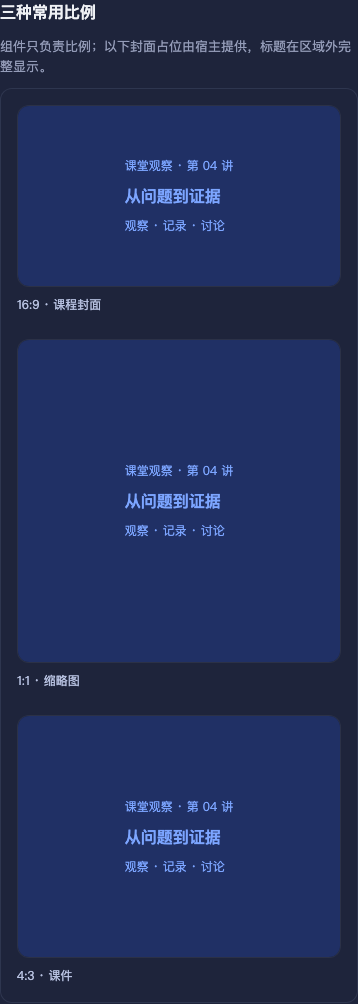 三种常用比例
组件只负责比例；以下封面占位由宿主提供，标题在区域外完
整显示。
课堂观察 · 第 04 讲
从问题到证据
观察 · 记录 · 讨论
16:9 · 课程封面
课堂观察 · 第 04 讲
从问题到证据
观察 · 记录 · 讨论
1:1 · 缩略图
课堂观察 · 第 04 讲
从问题到证据
观察 · 记录 · 讨论
4:3 · 课件